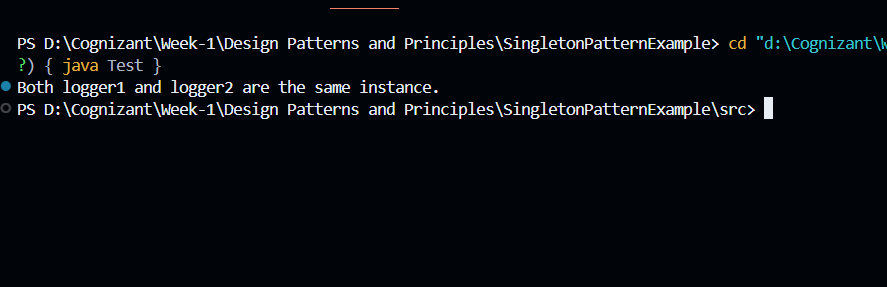 PS D:\Cognizant\Week-1\Design Patterns and Principles\SingletonPatternExample> cd "d:\Cognizant\
?) { java Test }
Both logger1 and logger2 are the same instance.
PS D:\Cognizant\Week-1\Design Patterns and Principles\SingletonPatternExample\src>